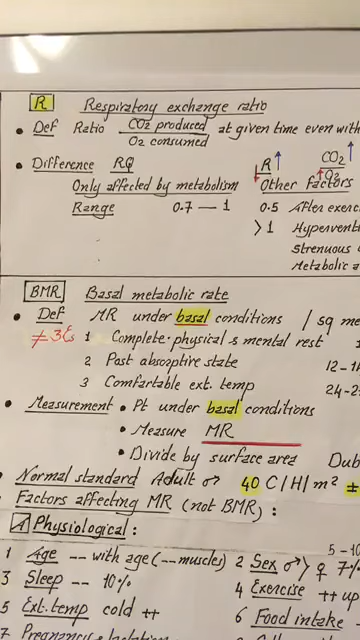 R Respiratory exchange ratio
• Def Ratio CO2 produced at given time even with
O2 consumed
• Difference RQ R↑ CO2↑
↑O2
Only affected by metabolism Other factors
Range 0.7 — 1 0.5 After exerc
>1 Hypervent
Strenuous
Metabolic a
BMR Basal metabolic rate
• Def MR under basal conditions / sq me
1 Complete physical & mental rest
2 Post absorptive state 12-1
3 Comfortable ext. temp 24-2
• Measurement • Pt under basal conditions
• Measure MR
• Divide by surface area Dub
• Normal standard Adult ♂ 40 C/H/m² ±
• Factors affecting MR (not BMR):
A Physiological:
5-10
1 Age -- with age (-- muscles) 2 Sex ♂ > ♀ 7%
3 Sleep -- 10% 4 Exercise ++ up
5 Ext. temp cold ++ 6 Food intake
7 Pregnancy & lactation